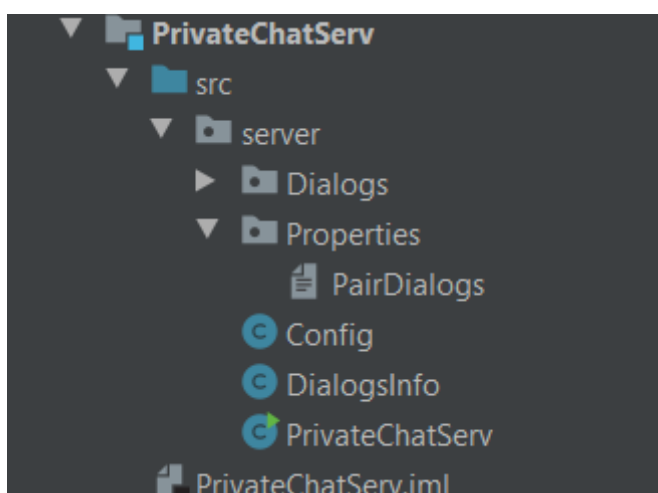 PrivateChatServ
src
server
Dialogs
Properties
PairDialogs
Config
DialogsInfo
PrivateChatServ
PrivateChatServ.iml